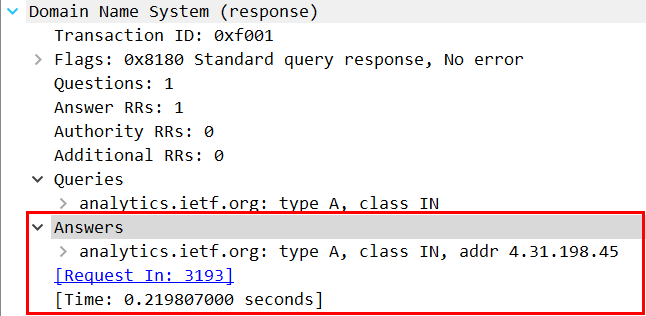 Domain Name System (response)
Transaction ID: 0xf001
Flags: 0x8180 Standard query response, No error
Questions: 1
Answer RRs: 1
Authority RRs: 0
Additional RRs: 0
Queries
analytics.ietf.org: type A, class IN
Answers
analytics.ietf.org: type A, class IN, addr 4.31.198.45
[Request In: 3193]
[Time: 0.219807000 seconds]